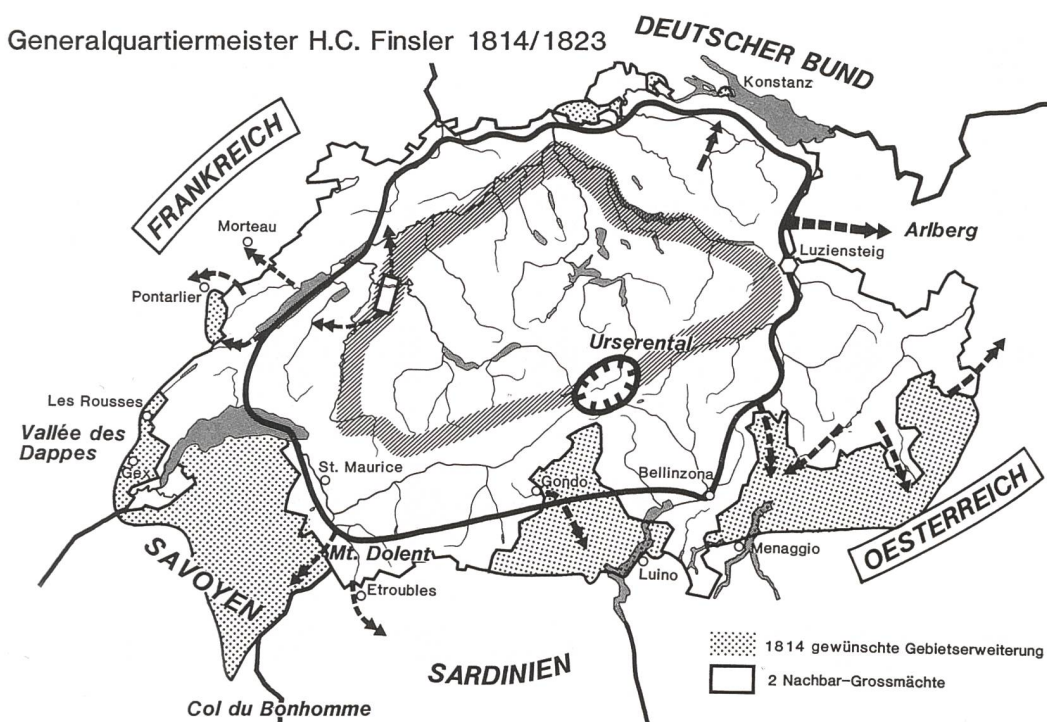 Generalquartiermeister H.C. Finsler 1814/1823
DEUTSCHER BUND
Konstanz
FRANKREICH
Morteau
Arlberg
Luziensteig
Pontarlier
Urserental
Les Rousses
Vallée des
Dappes
Gex
St. Maurice
Gondo
Bellinzona
OESTERREICH
SAVOYEN
Mt. Dolent
Menaggio
Luino
Etroubles
SARDINIEN
1814 gewünschte Gebietserweiterung
2 Nachbar-Grossmächte
Col du Bonhomme